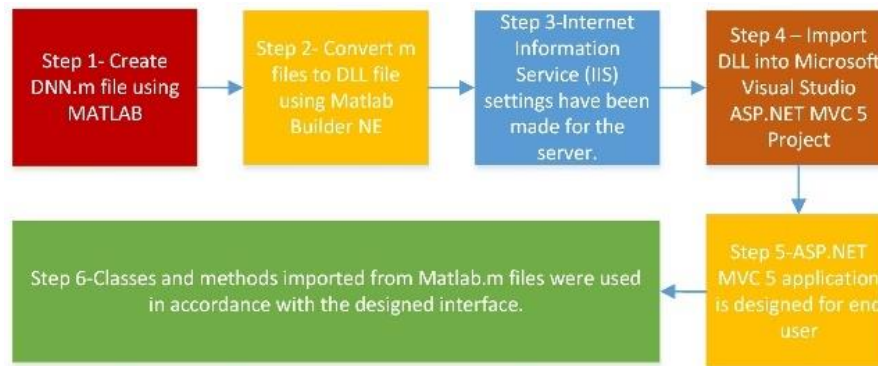 Step 1- Create
DNN.m file using
MATLAB
Step 2- Convert m
files to DLL file
using Matlab
Builder NE
Step 3-Internet
Information
Service (IIS)
settings have been
made for the
server.
Step 4 – Import
DLL into Microsoft
Visual Studio
ASP.NET MVC 5
Project
Step 5-ASP.NET
MVC 5 application
is designed for end
user
Step 6-Classes and methods imported from Matlab.m files were used
in accordance with the designed interface.